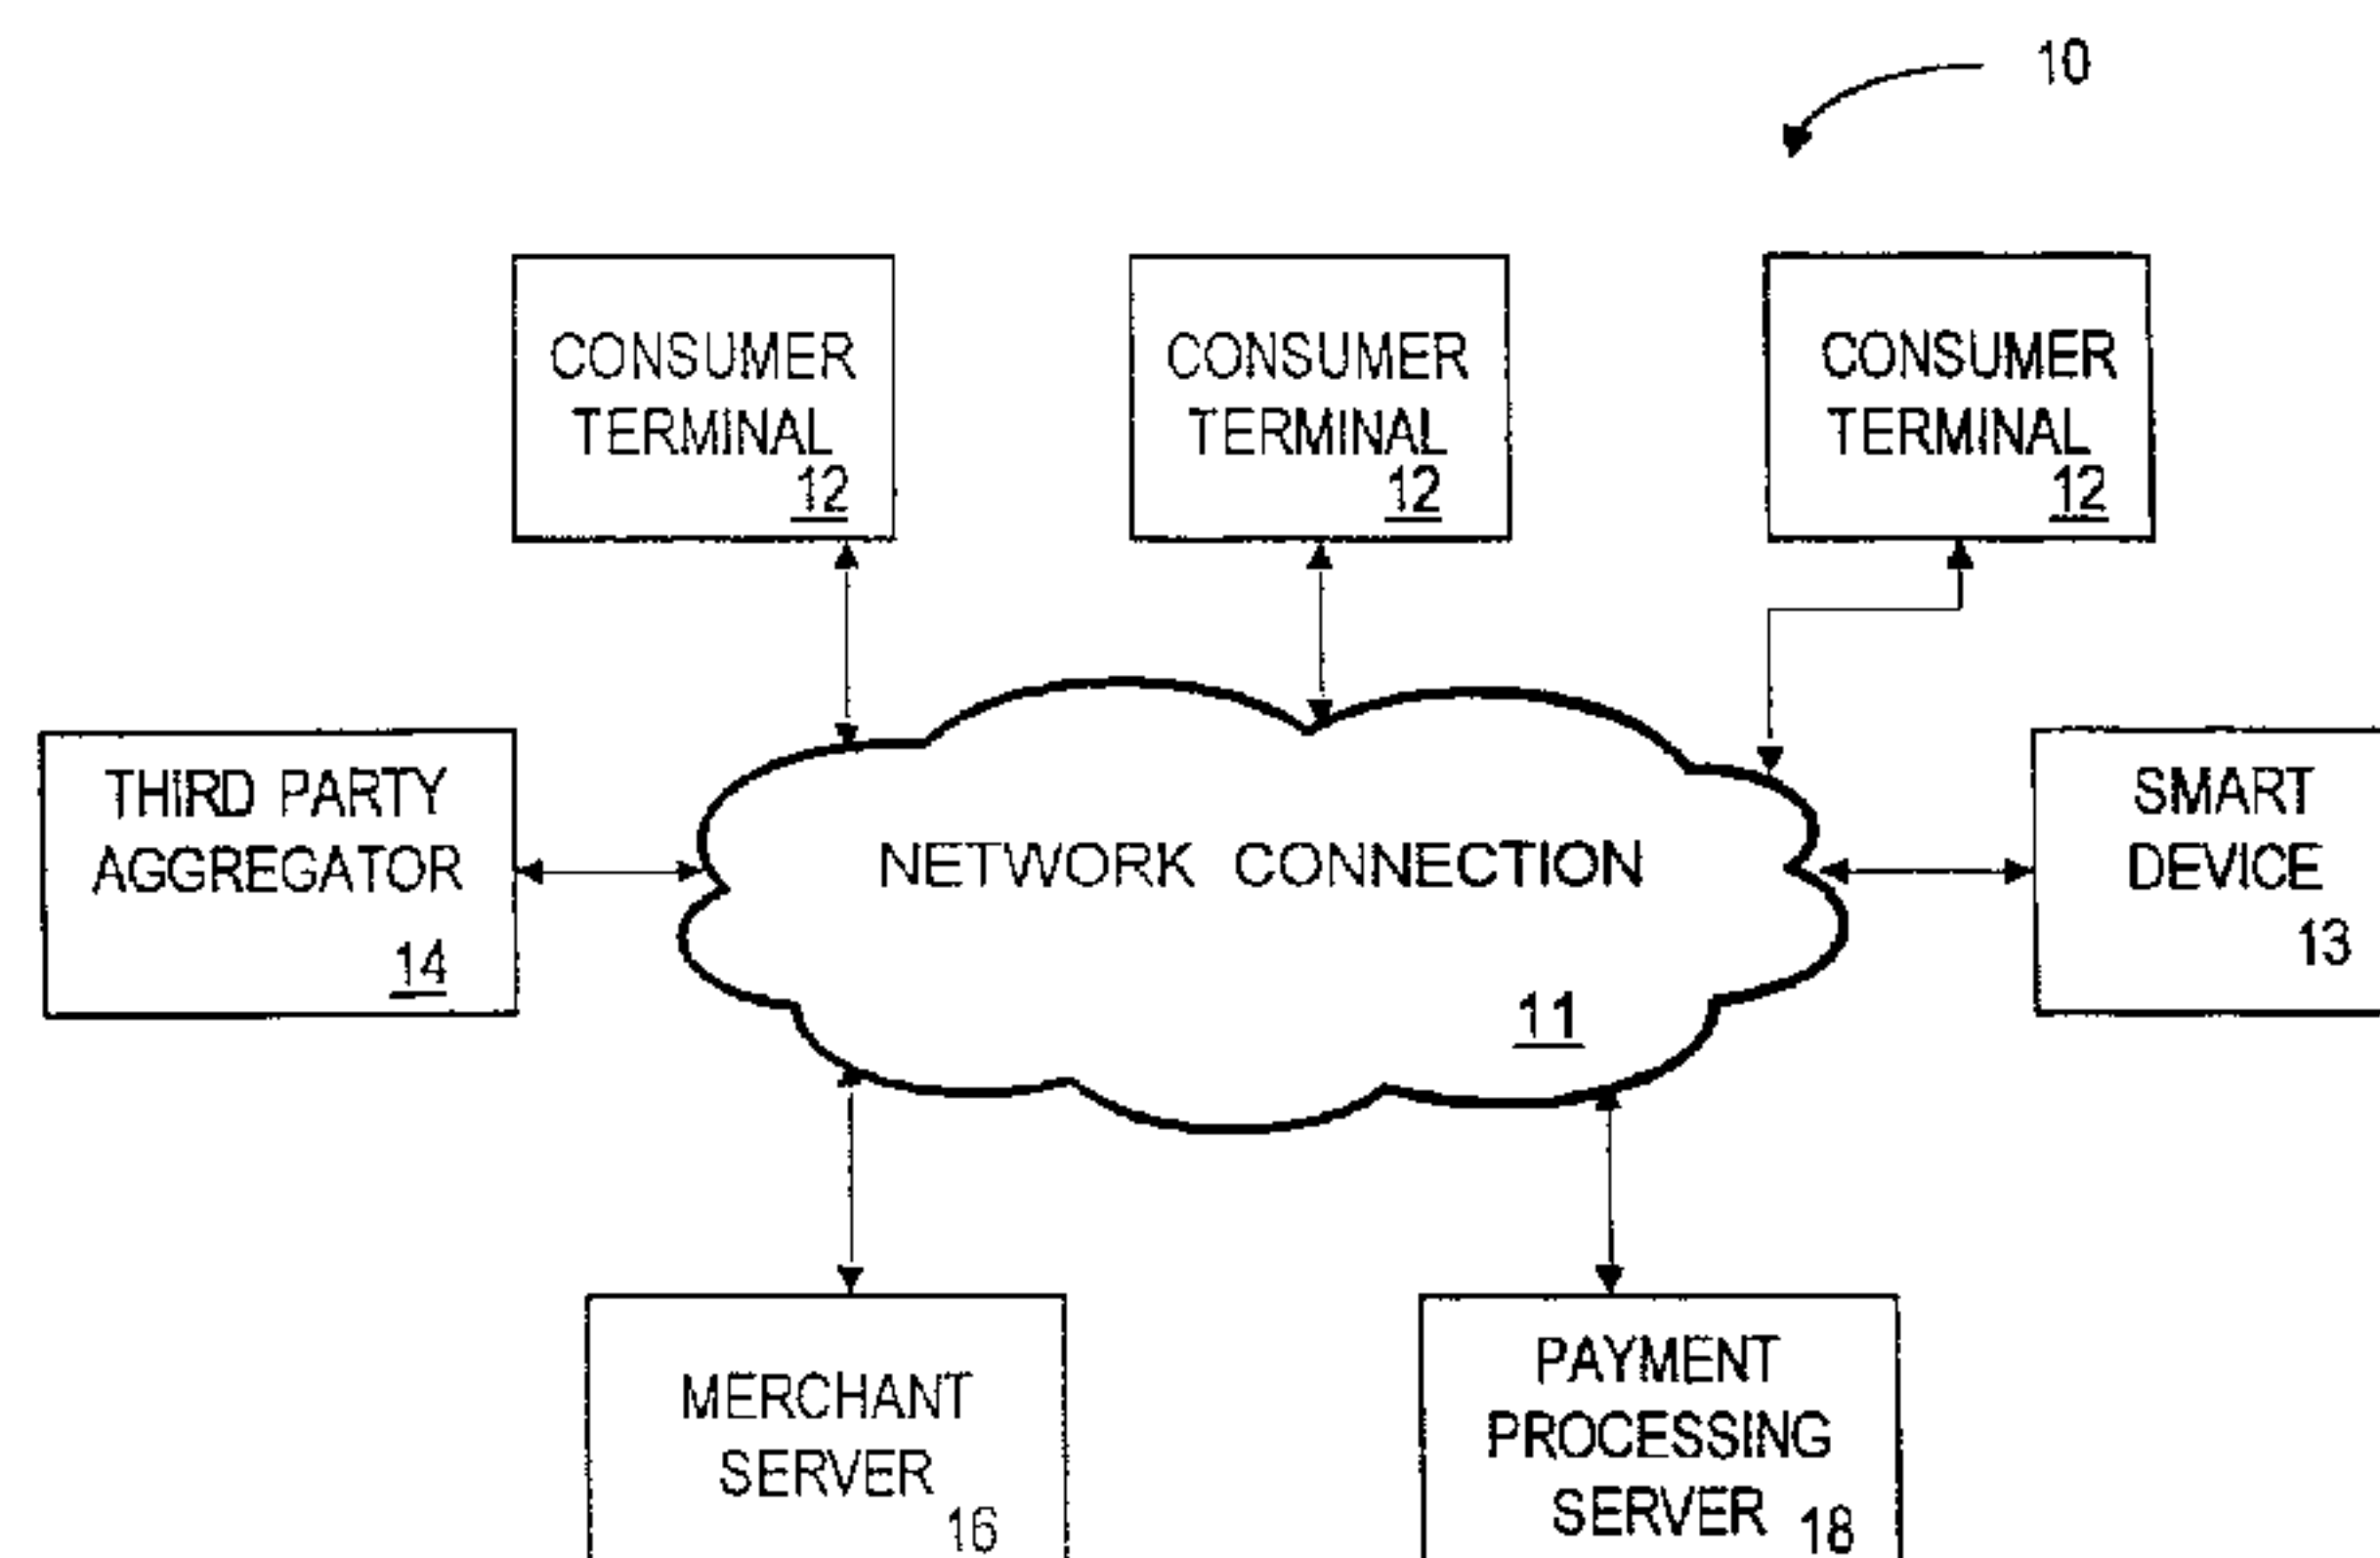 10
CONSUMER
TERMINAL
12
CONSUMER
TERMINAL
12
CONSUMER
TERMINAL
12
THIRD PARTY
AGGREGATOR
14
NETWORK CONNECTION
11
SMART
DEVICE
13
MERCHANT
SERVER
16
PAYMENT
PROCESSING
SERVER 18